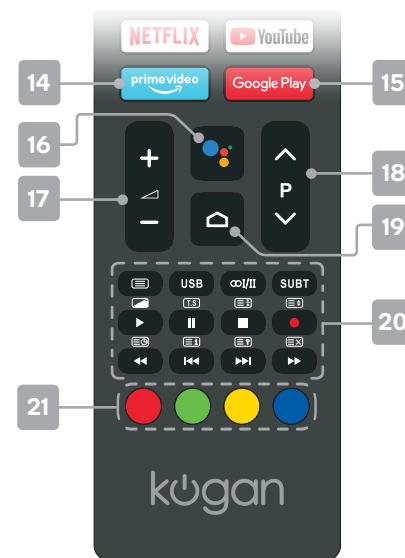 NETFLIX YouTube
14 prime video Google Play 15
16
17 + − P 18
19
USB I/II SUBT
T.S
20
21
kogan